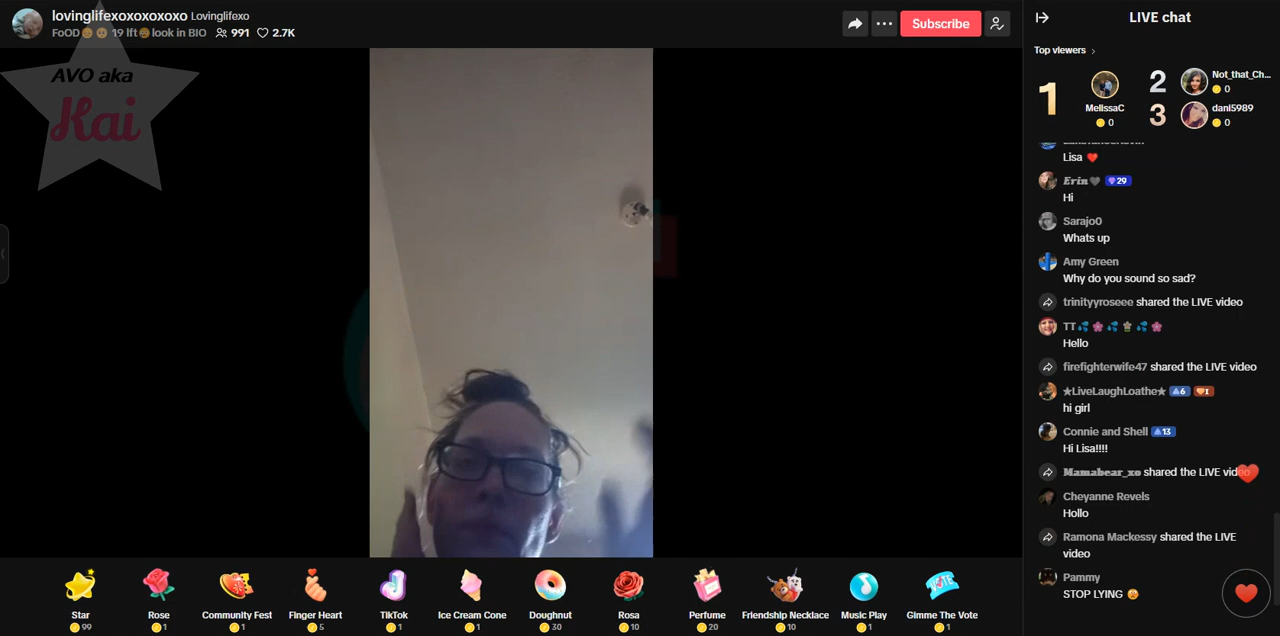 lovinglifexoxoxoxoxo Lovinglifexo
FoOD😞😞 19 lft😞look in BIO 991 2.7K
AVO aka
Kai
Subscribe
LIVE chat
Top viewers
1
MelissaC
0
2
Not_that_Ch...
0
3
dani5989
0
Lisa ❤️
Erin🖤 29
Hi
Sarajo0
Whats up
Amy Green
Why do you sound so sad?
trinityyroseee shared the LIVE video
TT💦🌸💦🌼💦🌸
Hello
firefighterwife47 shared the LIVE video
★LiveLaughLoathe★ 6 I
hi girl
Connie and Shell 13
Hi Lisa!!!!
Mamabear_xo shared the LIVE video
Cheyanne Revels
Hollo
Ramona Mackessy shared the LIVE
video
Pammy
STOP LYING 😠
Star
99
Rose
1
Community Fest
1
Finger Heart
5
TikTok
1
Ice Cream Cone
1
Doughnut
30
Rosa
10
Perfume
20
Friendship Necklace
10
Music Play
1
VOTE
Gimme The Vote
1